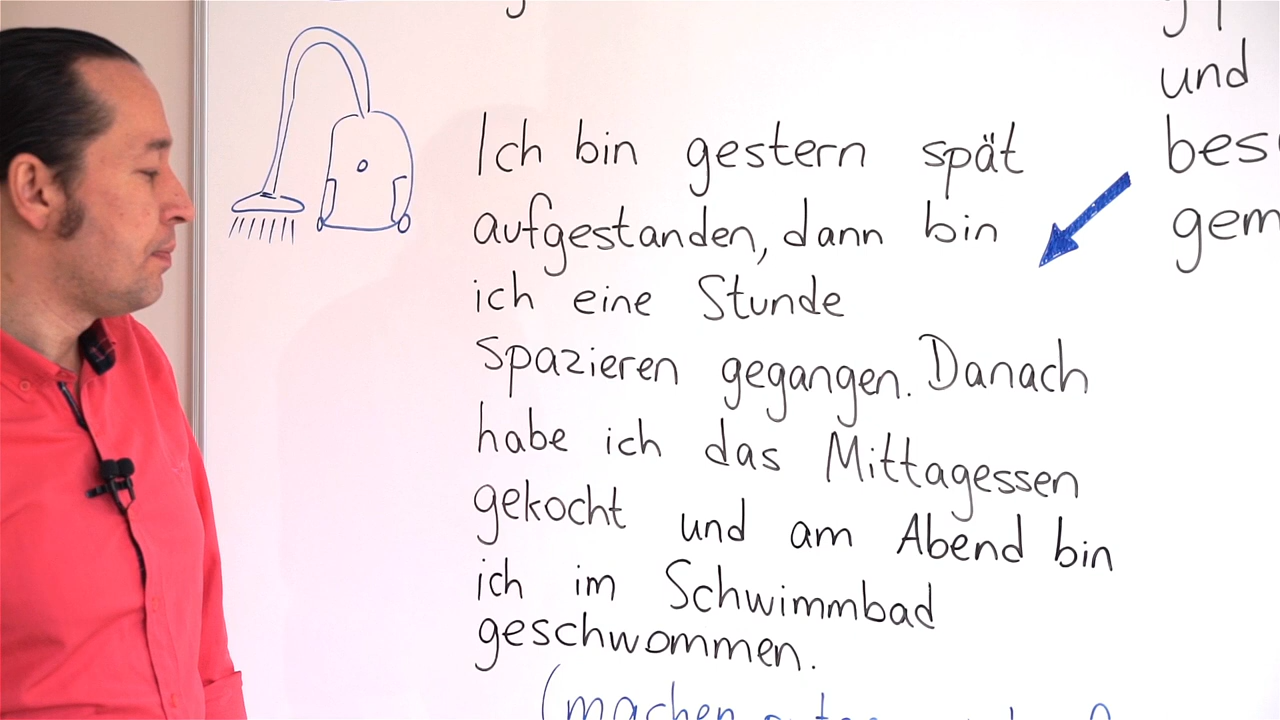 Ich bin gestern spät
aufgestanden, dann bin
ich eine Stunde
spazieren gegangen. Danach
habe ich das Mittagessen
gekocht und am Abend bin
ich im Schwimmbad
geschwommen.
(machen
und
bes
gem